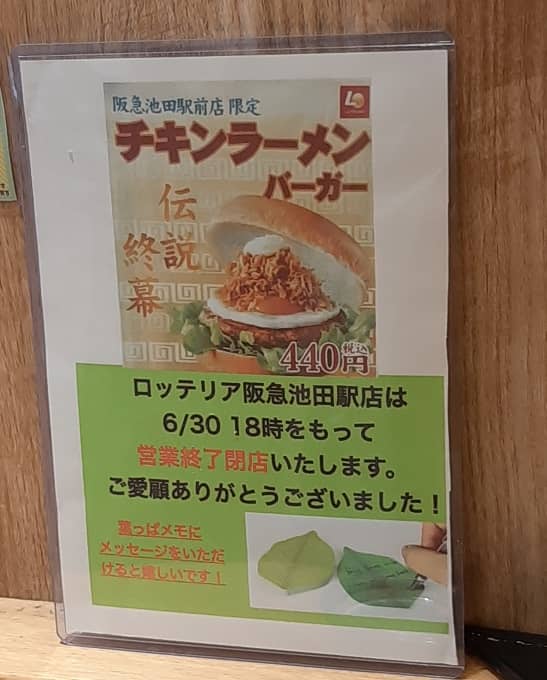 阪急池田駅前店 限定
チキンラーメン
バーガー
伝説
終幕
440円税込
ロッテリア阪急池田駅店は
6/30 18時をもって
営業終了閉店いたします。
ご愛顧ありがとうございました！
葉っぱメモに
メッセージをいただ
けると嬉しいです！